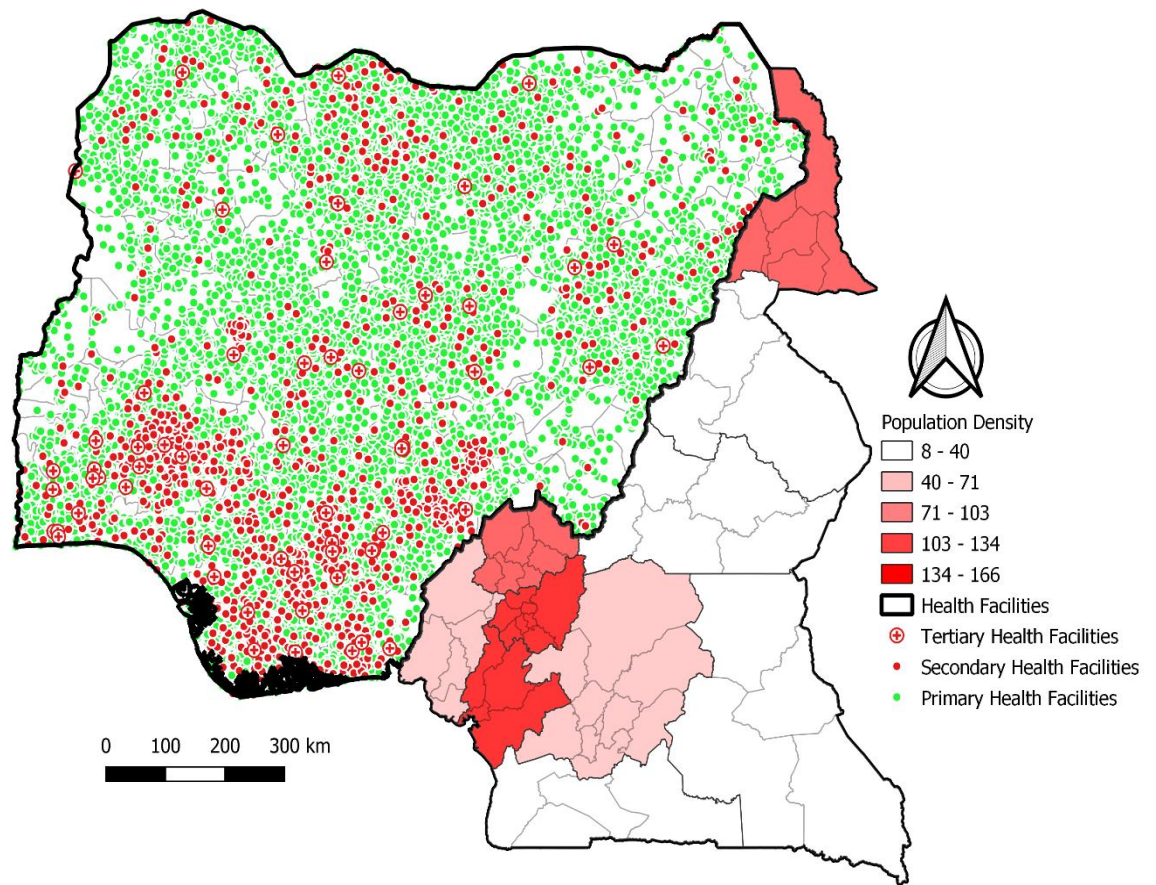 Population Density
8 - 40
40 - 71
71 - 103
103 - 134
134 - 166
Health Facilities
Tertiary Health Facilities
Secondary Health Facilities
Primary Health Facilities
0 100 200 300 km